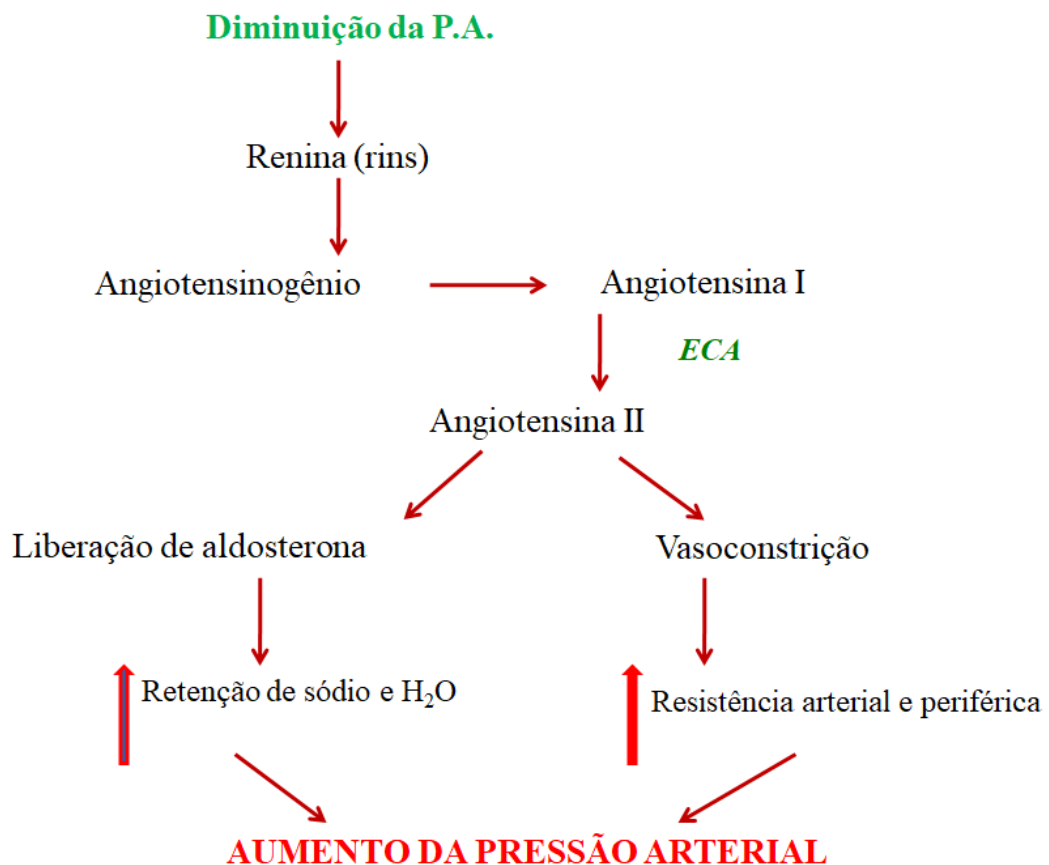 Diminuição da P.A.
Renina (rins)
Angiotensinogênio
Angiotensina I
ECA
Angiotensina II
Liberação de aldosterona
Vasoconstrição
Retenção de sódio e H₂O
Resistência arterial e periférica
AUMENTO DA PRESSÃO ARTERIAL